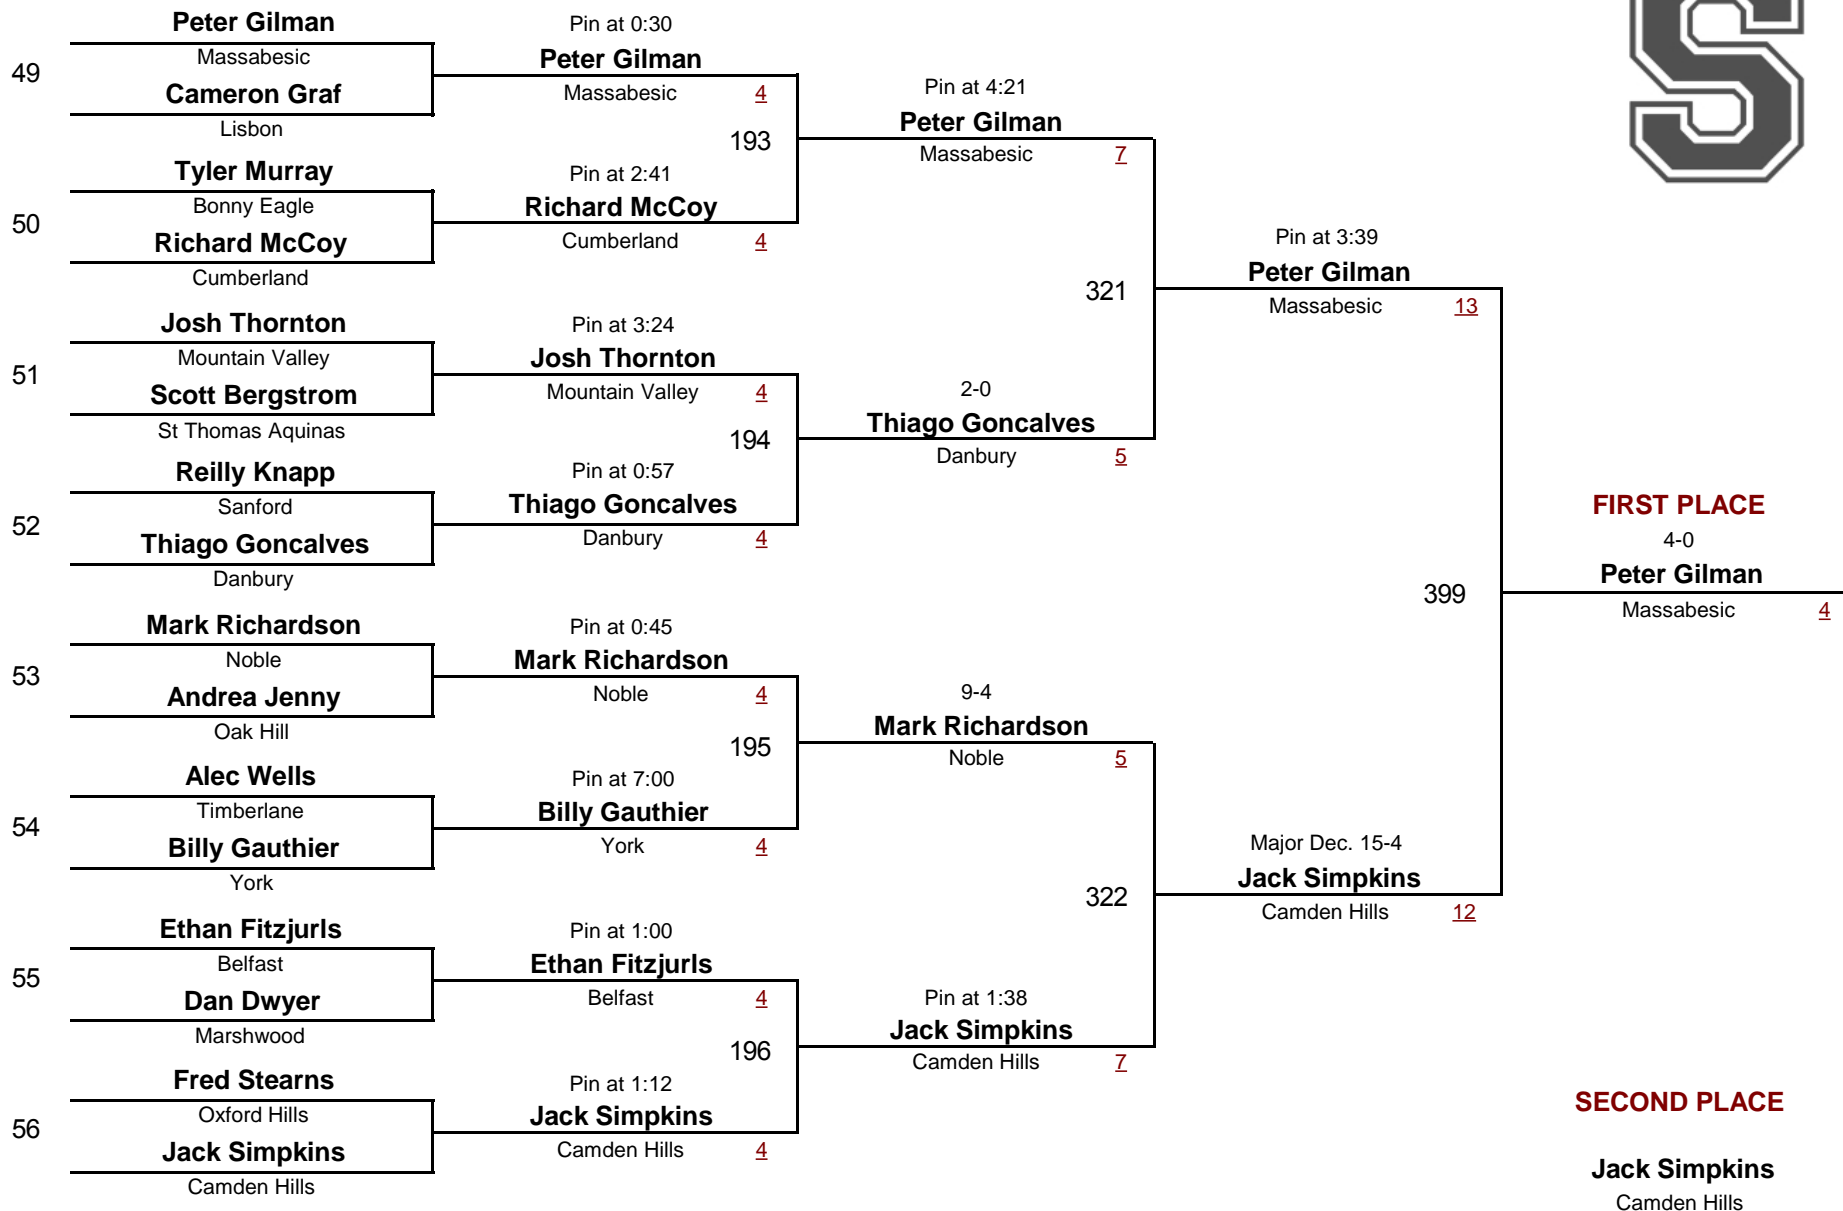 Peter Gilman
49
Massabesic
Cameron Graf
Lisbon
Tyler Murray
50
Bonny Eagle
Richard McCoy
Cumberland
Josh Thornton
51
Mountain Valley
Scott Bergstrom
St Thomas Aquinas
Reilly Knapp
52
Sanford
Thiago Goncalves
Danbury
Mark Richardson
53
Noble
Andrea Jenny
Oak Hill
Alec Wells
54
Timberlane
Billy Gauthier
York
Ethan Fitzjurls
55
Belfast
Dan Dwyer
Marshwood
Fred Stearns
56
Oxford Hills
Jack Simpkins
Camden Hills
Pin at 0:30
Peter Gilman
Massabesic 4
193
Pin at 2:41
Richard McCoy
Cumberland 4
Pin at 3:24
Josh Thornton
Mountain Valley 4
194
Pin at 0:57
Thiago Goncalves
Danbury 4
Pin at 0:45
Mark Richardson
Noble 4
195
Pin at 7:00
Billy Gauthier
York 4
Pin at 1:00
Ethan Fitzjurls
Belfast 4
196
Pin at 1:12
Jack Simpkins
Camden Hills 4
Pin at 4:21
Peter Gilman
Massabesic 7
321
2-0
Thiago Goncalves
Danbury 5
9-4
Mark Richardson
Noble 5
322
Pin at 1:38
Jack Simpkins
Camden Hills 7
Pin at 3:39
Peter Gilman
Massabesic 13
399
Major Dec. 15-4
Jack Simpkins
Camden Hills 12
S
FIRST PLACE
4-0
Peter Gilman
Massabesic 4
SECOND PLACE
Jack Simpkins
Camden Hills